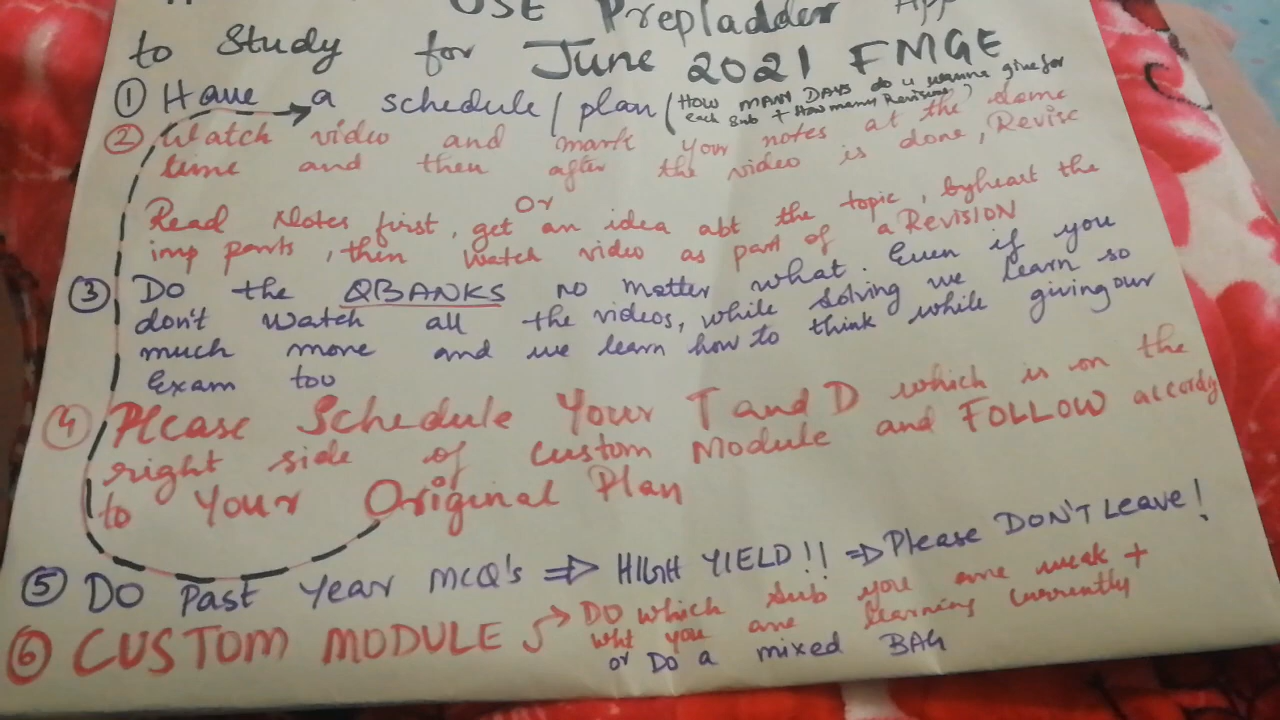 USE Prepladder App
to Study for June 2021 FMGE
① Have a schedule / plan (HOW MANY DAYS do u wanna give for
each sub + How many Revisions)
② Watch video and mark your notes at the same
time and then after the video is done, Revise
Or
Read Notes first, get an idea abt the topic, byheart the
imp parts, then watch video as part of a REVISION
③ Do the QBANKS no matter what. Even if you
don't watch all the videos, while solving we learn so
much more and we learn how to think while giving our
Exam too
④ Please Schedule Your T and D which is on the
right side of custom Module and FOLLOW accordg
to Your Original Plan
⑤ DO Past Year MCQ's ⇒ HIGH YIELD!! ⇒ Please DON'T Leave!
⑥ CUSTOM MODULE → DO which sub you are weak +
wht you are learning currently
or Do a mixed BAG